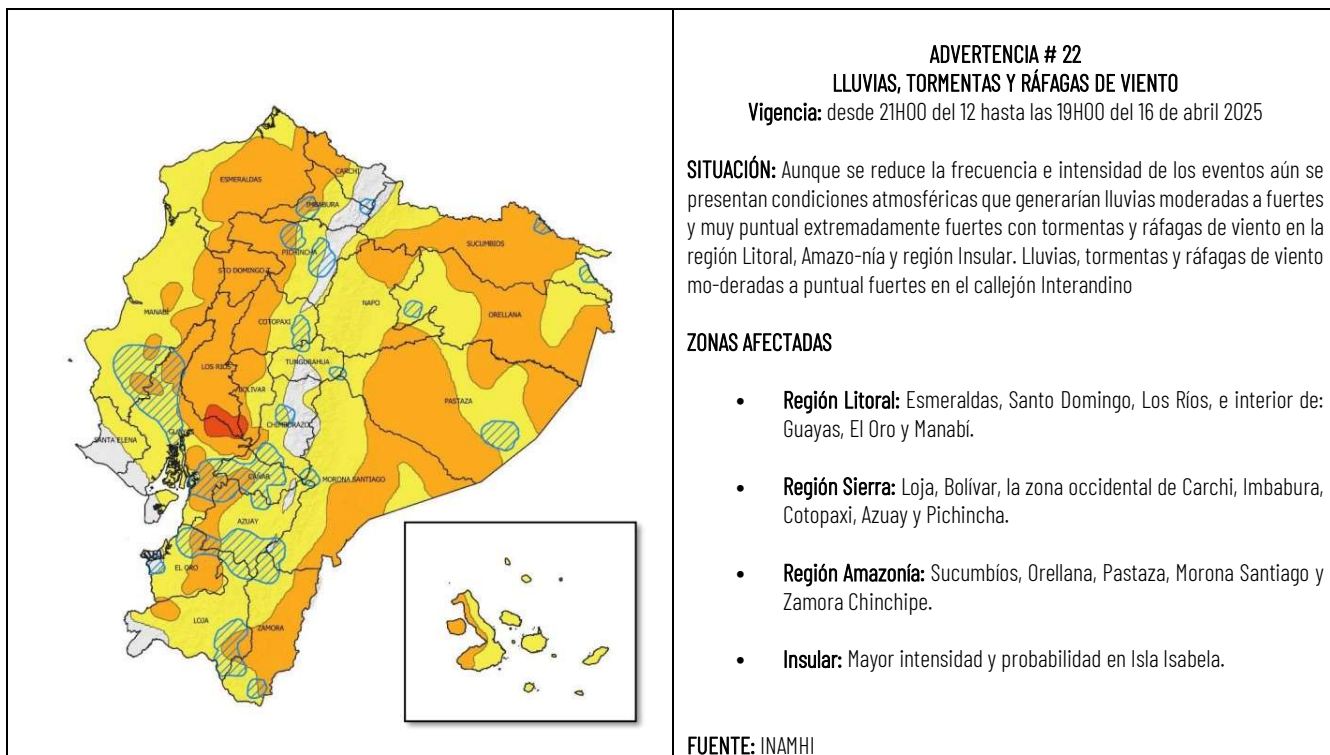 ESMERALDAS
CARCHI
IMBABURA
SUCUMBIOS
PICHINCHA
STO DOMINGO T.
NAPO
MANABÍ
ORELLANA
COTOPAXI
TUNGURAHUA
LOS RIOS
BOLIVAR
PASTAZA
CHIMBORAZO
GUAYAS
SANTA ELENA
CAÑAR
MORONA SANTIAGO
AZUAY
EL ORO
LOJA
ZAMORA
ADVERTENCIA # 22
LLUVIAS, TORMENTAS Y RÁFAGAS DE VIENTO
Vigencia: desde 21H00 del 12 hasta las 19H00 del 16 de abril 2025
SITUACIÓN: Aunque se reduce la frecuencia e intensidad de los eventos aún se
presentan condiciones atmosféricas que generarían lluvias moderadas a fuertes
y muy puntual extremadamente fuertes con tormentas y ráfagas de viento en la
región Litoral, Amazo-nía y región Insular. Lluvias, tormentas y ráfagas de viento
mo-deradas a puntual fuertes en el callejón Interandino
ZONAS AFECTADAS
• Región Litoral: Esmeraldas, Santo Domingo, Los Ríos, e interior de:
Guayas, El Oro y Manabí.
• Región Sierra: Loja, Bolívar, la zona occidental de Carchi, Imbabura,
Cotopaxi, Azuay y Pichincha.
• Región Amazonía: Sucumbíos, Orellana, Pastaza, Morona Santiago y
Zamora Chinchipe.
• Insular: Mayor intensidad y probabilidad en Isla Isabela.
FUENTE: INAMHI